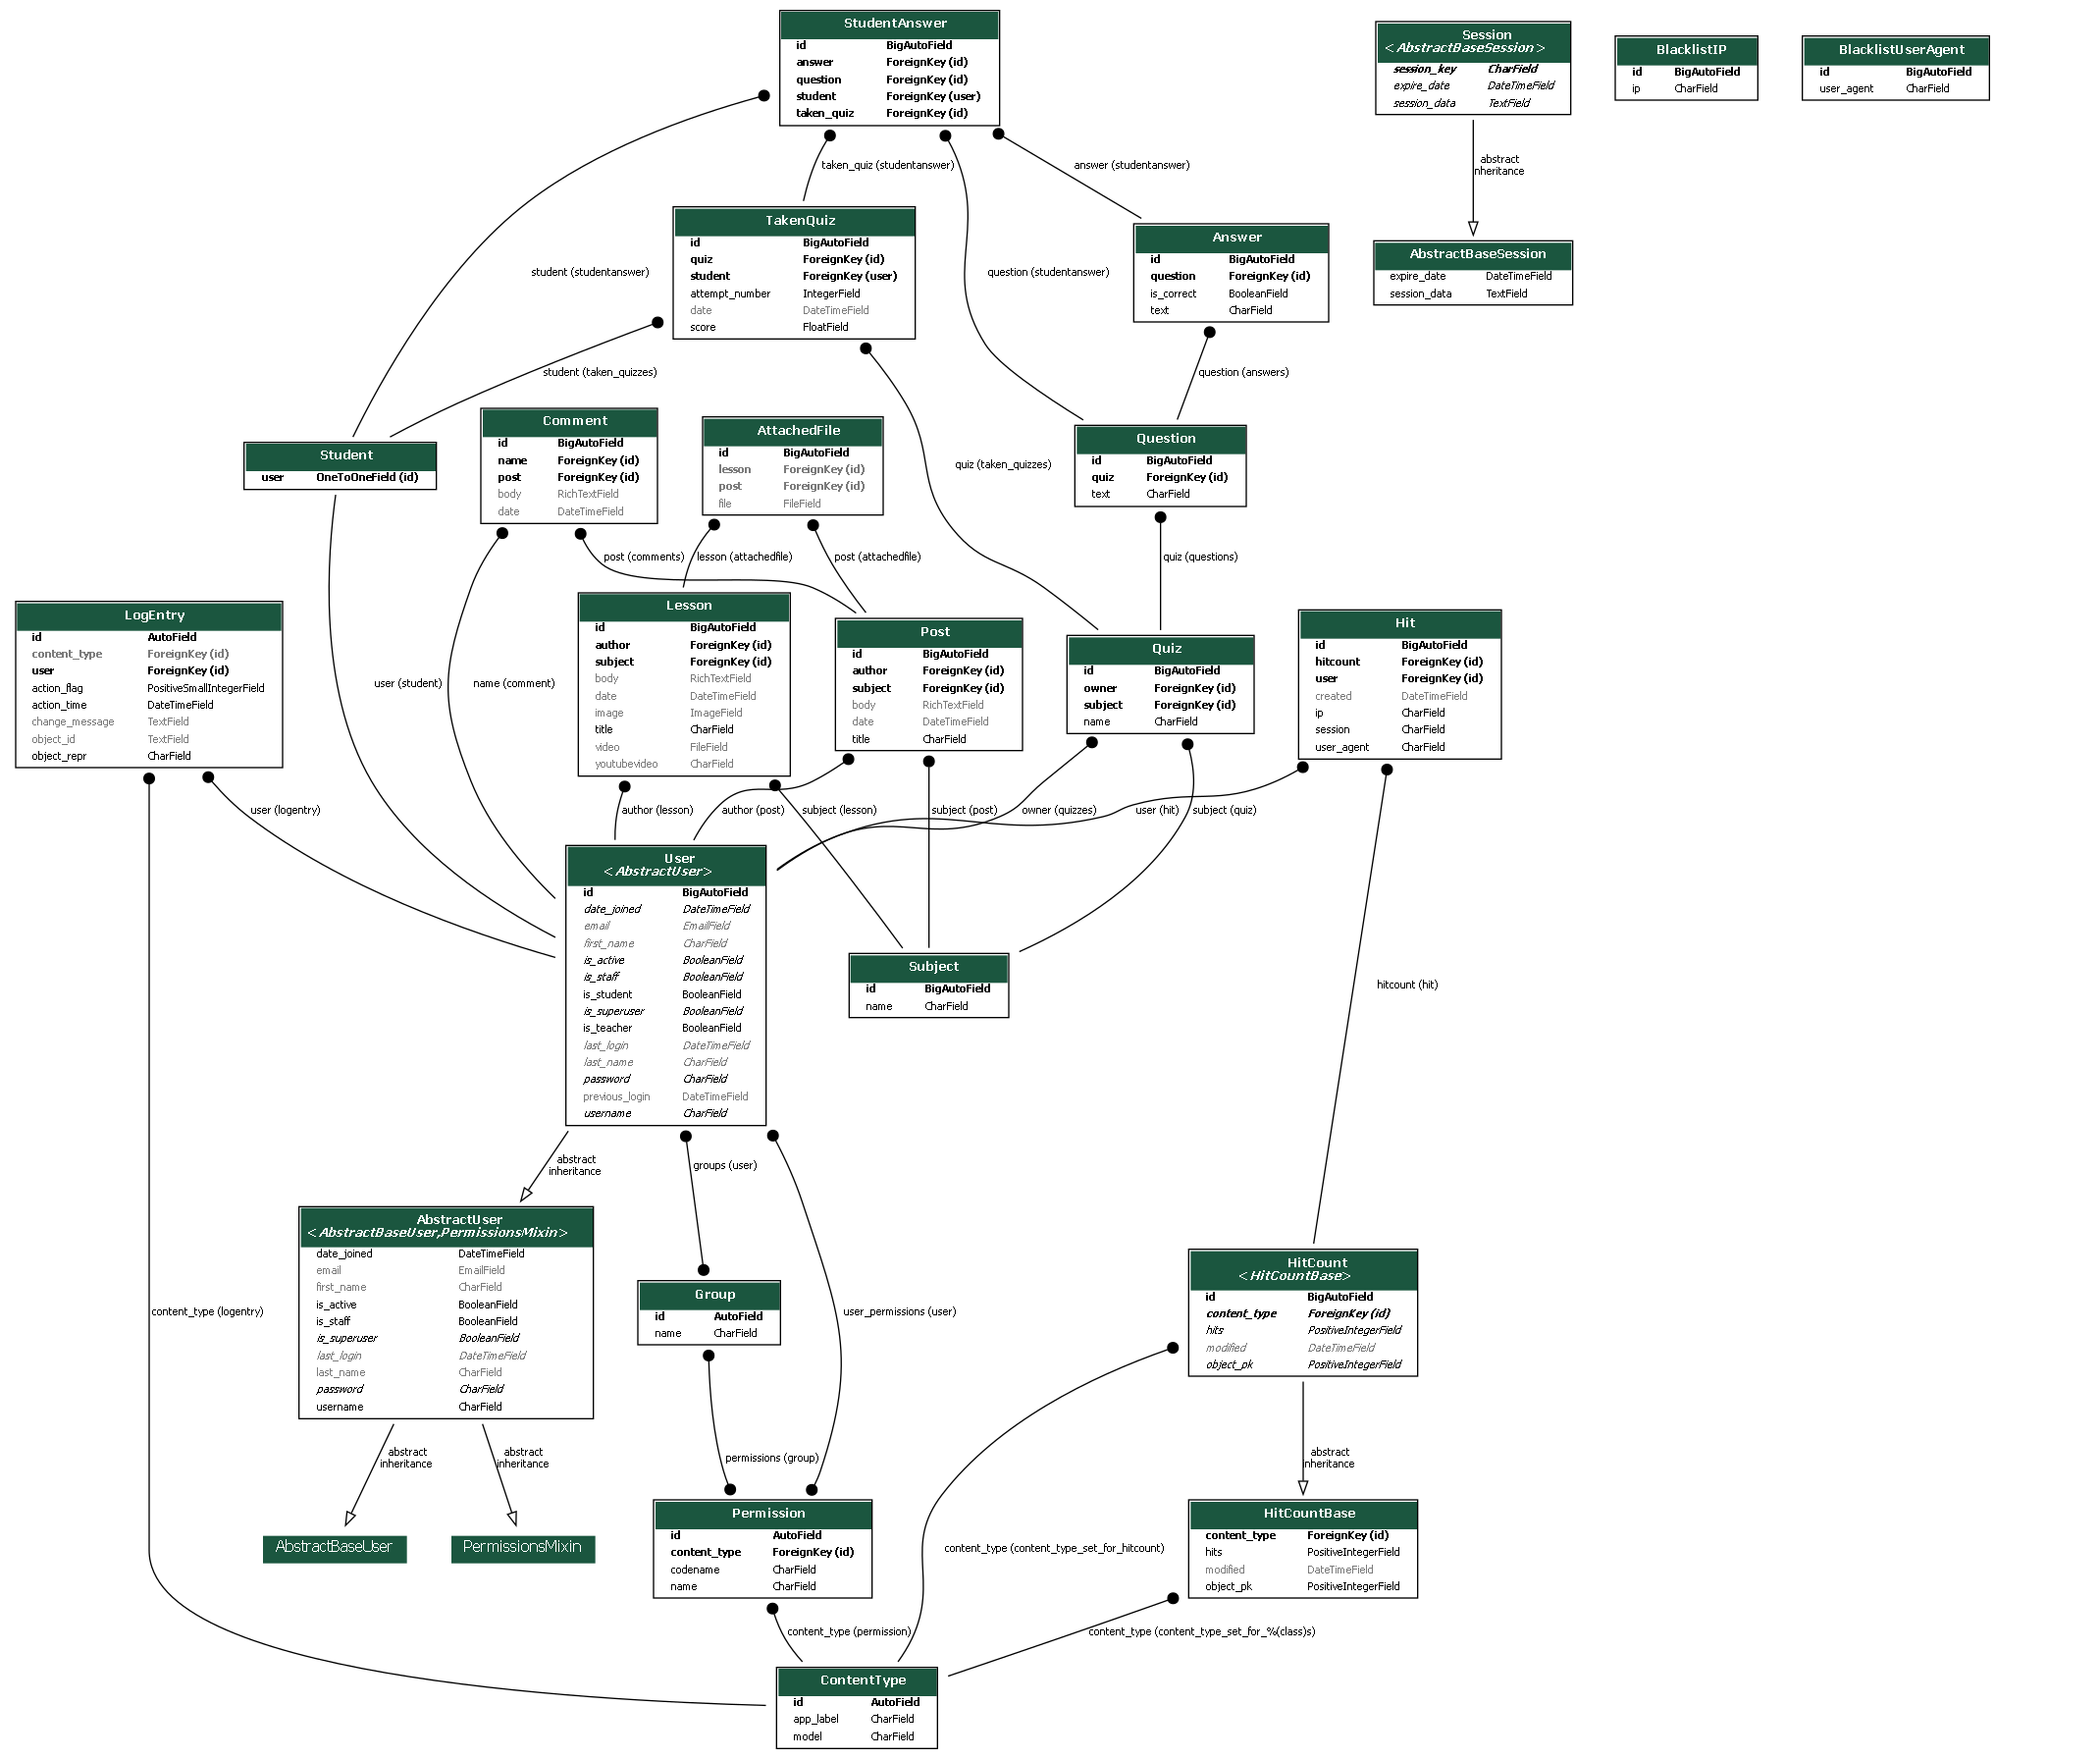 StudentAnswer
id BigAutoField
answer ForeignKey (id)
question ForeignKey (id)
student ForeignKey (user)
taken_quiz ForeignKey (id)
Session
<AbstractBaseSession>
session_key CharField
expire_date DateTimeField
session_data TextField
BlacklistIP
id BigAutoField
ip CharField
BlacklistUserAgent
id BigAutoField
user_agent CharField
taken_quiz (studentanswer)
answer (studentanswer)
abstract
inheritance
TakenQuiz
id BigAutoField
quiz ForeignKey (id)
student ForeignKey (user)
attempt_number IntegerField
date DateTimeField
score FloatField
Answer
id BigAutoField
question ForeignKey (id)
is_correct BooleanField
text CharField
AbstractBaseSession
expire_date DateTimeField
session_data TextField
student (studentanswer)
question (studentanswer)
student (taken_quizzes)
question (answers)
Student
user OneToOneField (id)
Comment
id BigAutoField
name ForeignKey (id)
post ForeignKey (id)
body RichTextField
date DateTimeField
AttachedFile
id BigAutoField
lesson ForeignKey (id)
post ForeignKey (id)
file FileField
quiz (taken_quizzes)
Question
id BigAutoField
quiz ForeignKey (id)
text CharField
post (comments)
lesson (attachedfile)
post (attachedfile)
quiz (questions)
LogEntry
id AutoField
content_type ForeignKey (id)
user ForeignKey (id)
action_flag PositiveSmallIntegerField
action_time DateTimeField
change_message TextField
object_id TextField
object_repr CharField
user (student)
name (comment)
Lesson
id BigAutoField
author ForeignKey (id)
subject ForeignKey (id)
body RichTextField
date DateTimeField
image ImageField
title CharField
video FileField
youtubevideo CharField
Post
id BigAutoField
author ForeignKey (id)
subject ForeignKey (id)
body RichTextField
date DateTimeField
title CharField
Quiz
id BigAutoField
owner ForeignKey (id)
subject ForeignKey (id)
name CharField
Hit
id BigAutoField
hitcount ForeignKey (id)
user ForeignKey (id)
created DateTimeField
ip CharField
session CharField
user_agent CharField
user (logentry)
author (lesson)
author (post)
subject (lesson)
subject (post)
owner (quizzes)
user (hit)
subject (quiz)
User
<AbstractUser>
id BigAutoField
date_joined DateTimeField
email EmailField
first_name CharField
is_active BooleanField
is_staff BooleanField
is_student BooleanField
is_superuser BooleanField
is_teacher BooleanField
last_login DateTimeField
last_name CharField
password CharField
previous_login DateTimeField
username CharField
Subject
id BigAutoField
name CharField
hitcount (hit)
abstract
inheritance
groups (user)
AbstractUser
<AbstractBaseUser,PermissionsMixin>
date_joined DateTimeField
email EmailField
first_name CharField
is_active BooleanField
is_staff BooleanField
is_superuser BooleanField
last_login DateTimeField
last_name CharField
password CharField
username CharField
content_type (logentry)
Group
id AutoField
name CharField
user_permissions (user)
HitCount
<HitCountBase>
id BigAutoField
content_type ForeignKey (id)
hits PositiveIntegerField
modified DateTimeField
object_pk PositiveIntegerField
abstract
inheritance
abstract
inheritance
permissions (group)
abstract
inheritance
AbstractBaseUser
PermissionsMixin
Permission
id AutoField
content_type ForeignKey (id)
codename CharField
name CharField
content_type (content_type_set_for_hitcount)
HitCountBase
content_type ForeignKey (id)
hits PositiveIntegerField
modified DateTimeField
object_pk PositiveIntegerField
content_type (permission)
content_type (content_type_set_for_%(class)s)
ContentType
id AutoField
app_label CharField
model CharField